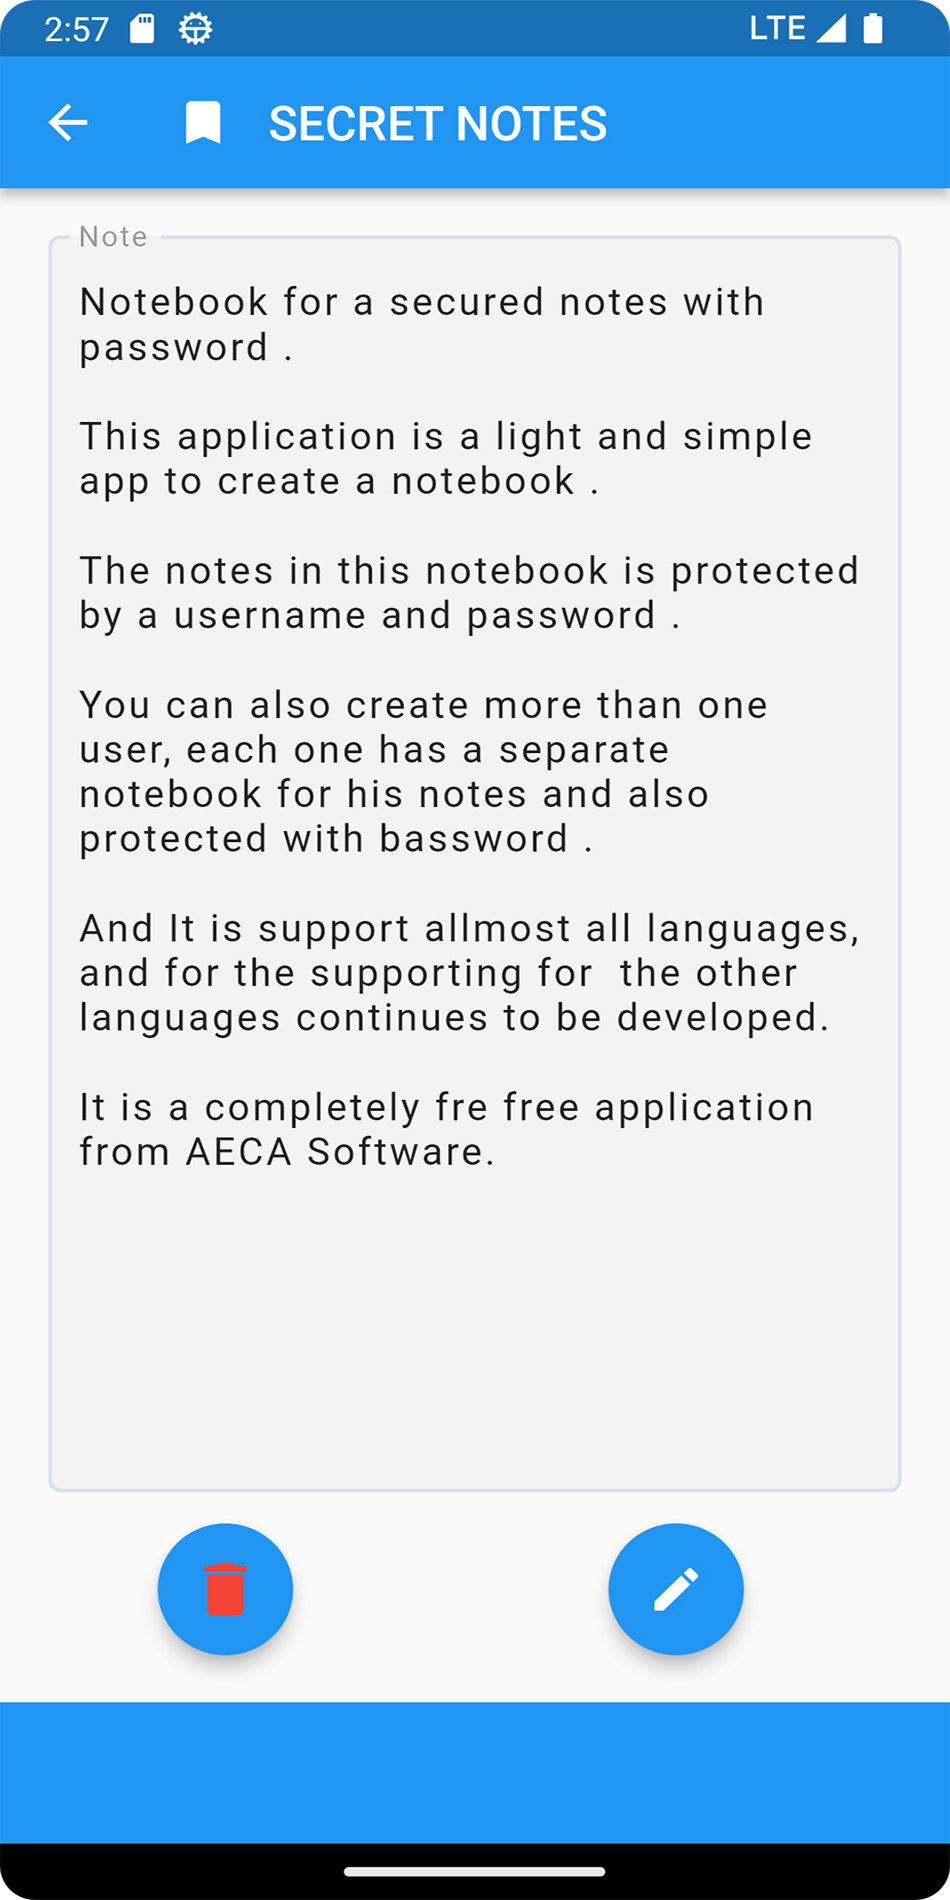 2:57
LTE
SECRET NOTES
Note
Notebook for a secured notes with
password .
This application is a light and simple
app to create a notebook .
The notes in this notebook is protected
by a username and password .
You can also create more than one
user, each one has a separate
notebook for his notes and also
protected with bassword .
And It is support allmost all languages,
and for the supporting for  the other
languages continues to be developed.
It is a completely fre free application
from AECA Software.